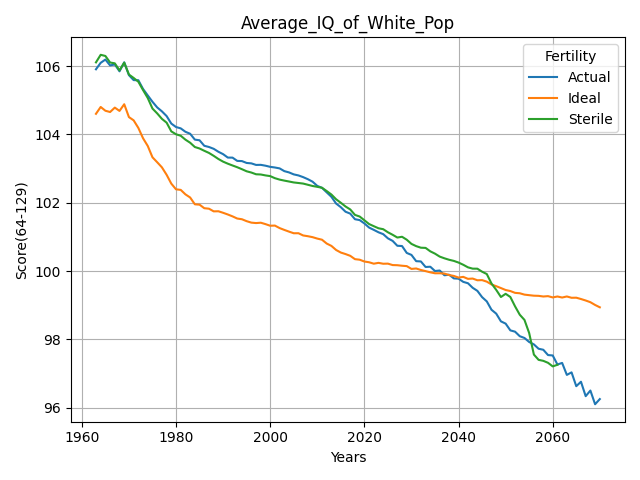 Average_IQ_of_White_Pop
Fertility
Actual
Ideal
Sterile
Score(64-129)
106
104
102
100
98
96
1960
1980
2000
2020
2040
2060
Years